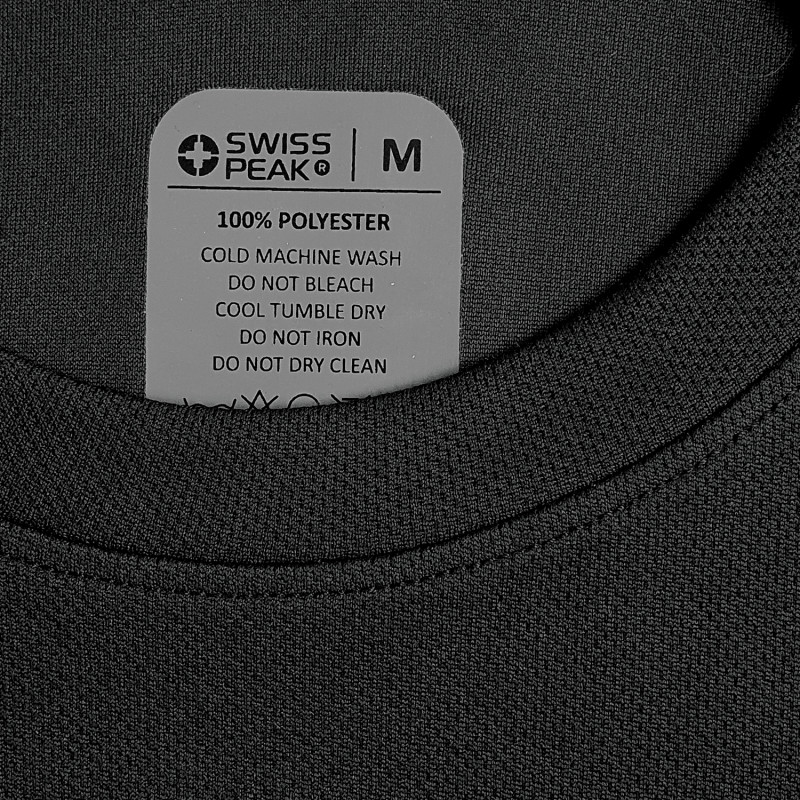 SWISS
PEAK®
M
100% POLYESTER
COLD MACHINE WASH
DO NOT BLEACH
COOL TUMBLE DRY
DO NOT IRON
DO NOT DRY CLEAN